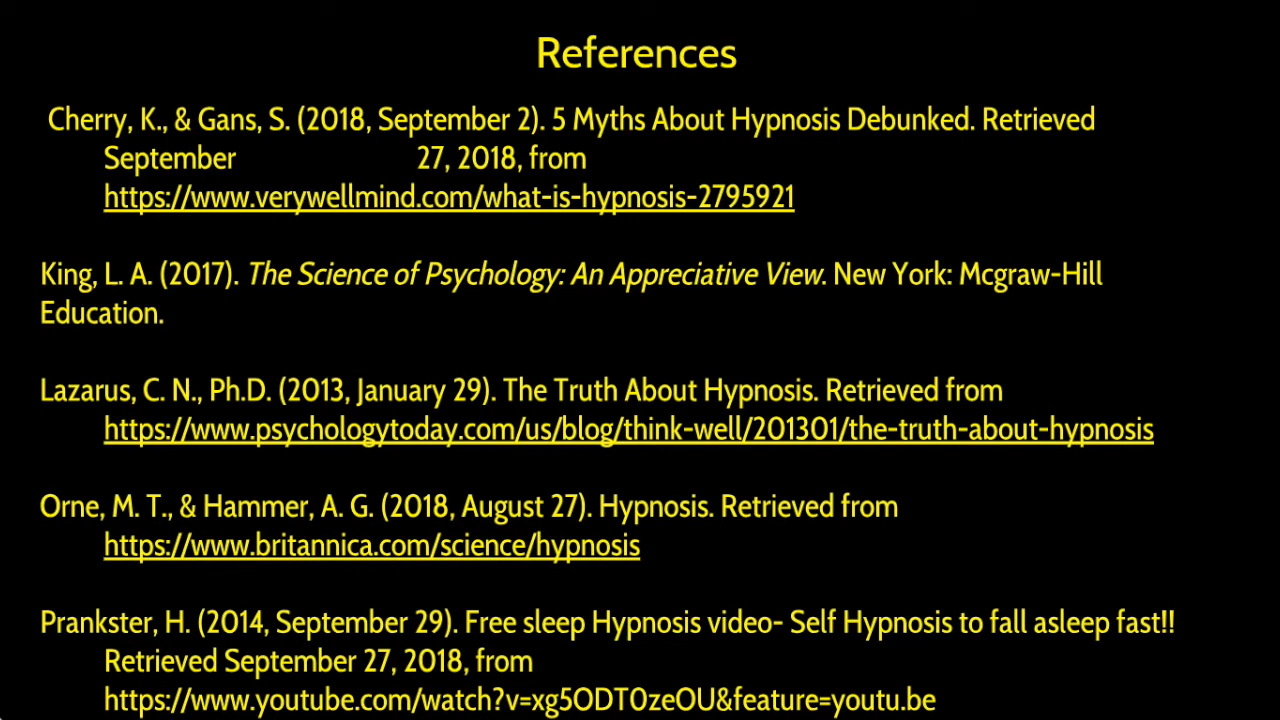 References
Cherry, K., & Gans, S. (2018, September 2). 5 Myths About Hypnosis Debunked. Retrieved
September 27, 2018, from
https://www.verywellmind.com/what-is-hypnosis-2795921
King, L. A. (2017). The Science of Psychology: An Appreciative View. New York: Mcgraw-Hill
Education.
Lazarus, C. N., Ph.D. (2013, January 29). The Truth About Hypnosis. Retrieved from
https://www.psychologytoday.com/us/blog/think-well/201301/the-truth-about-hypnosis
Orne, M. T., & Hammer, A. G. (2018, August 27). Hypnosis. Retrieved from
https://www.britannica.com/science/hypnosis
Prankster, H. (2014, September 29). Free sleep Hypnosis video- Self Hypnosis to fall asleep fast!!
Retrieved September 27, 2018, from
https://www.youtube.com/watch?v=xg5ODT0zeOU&feature=youtu.be